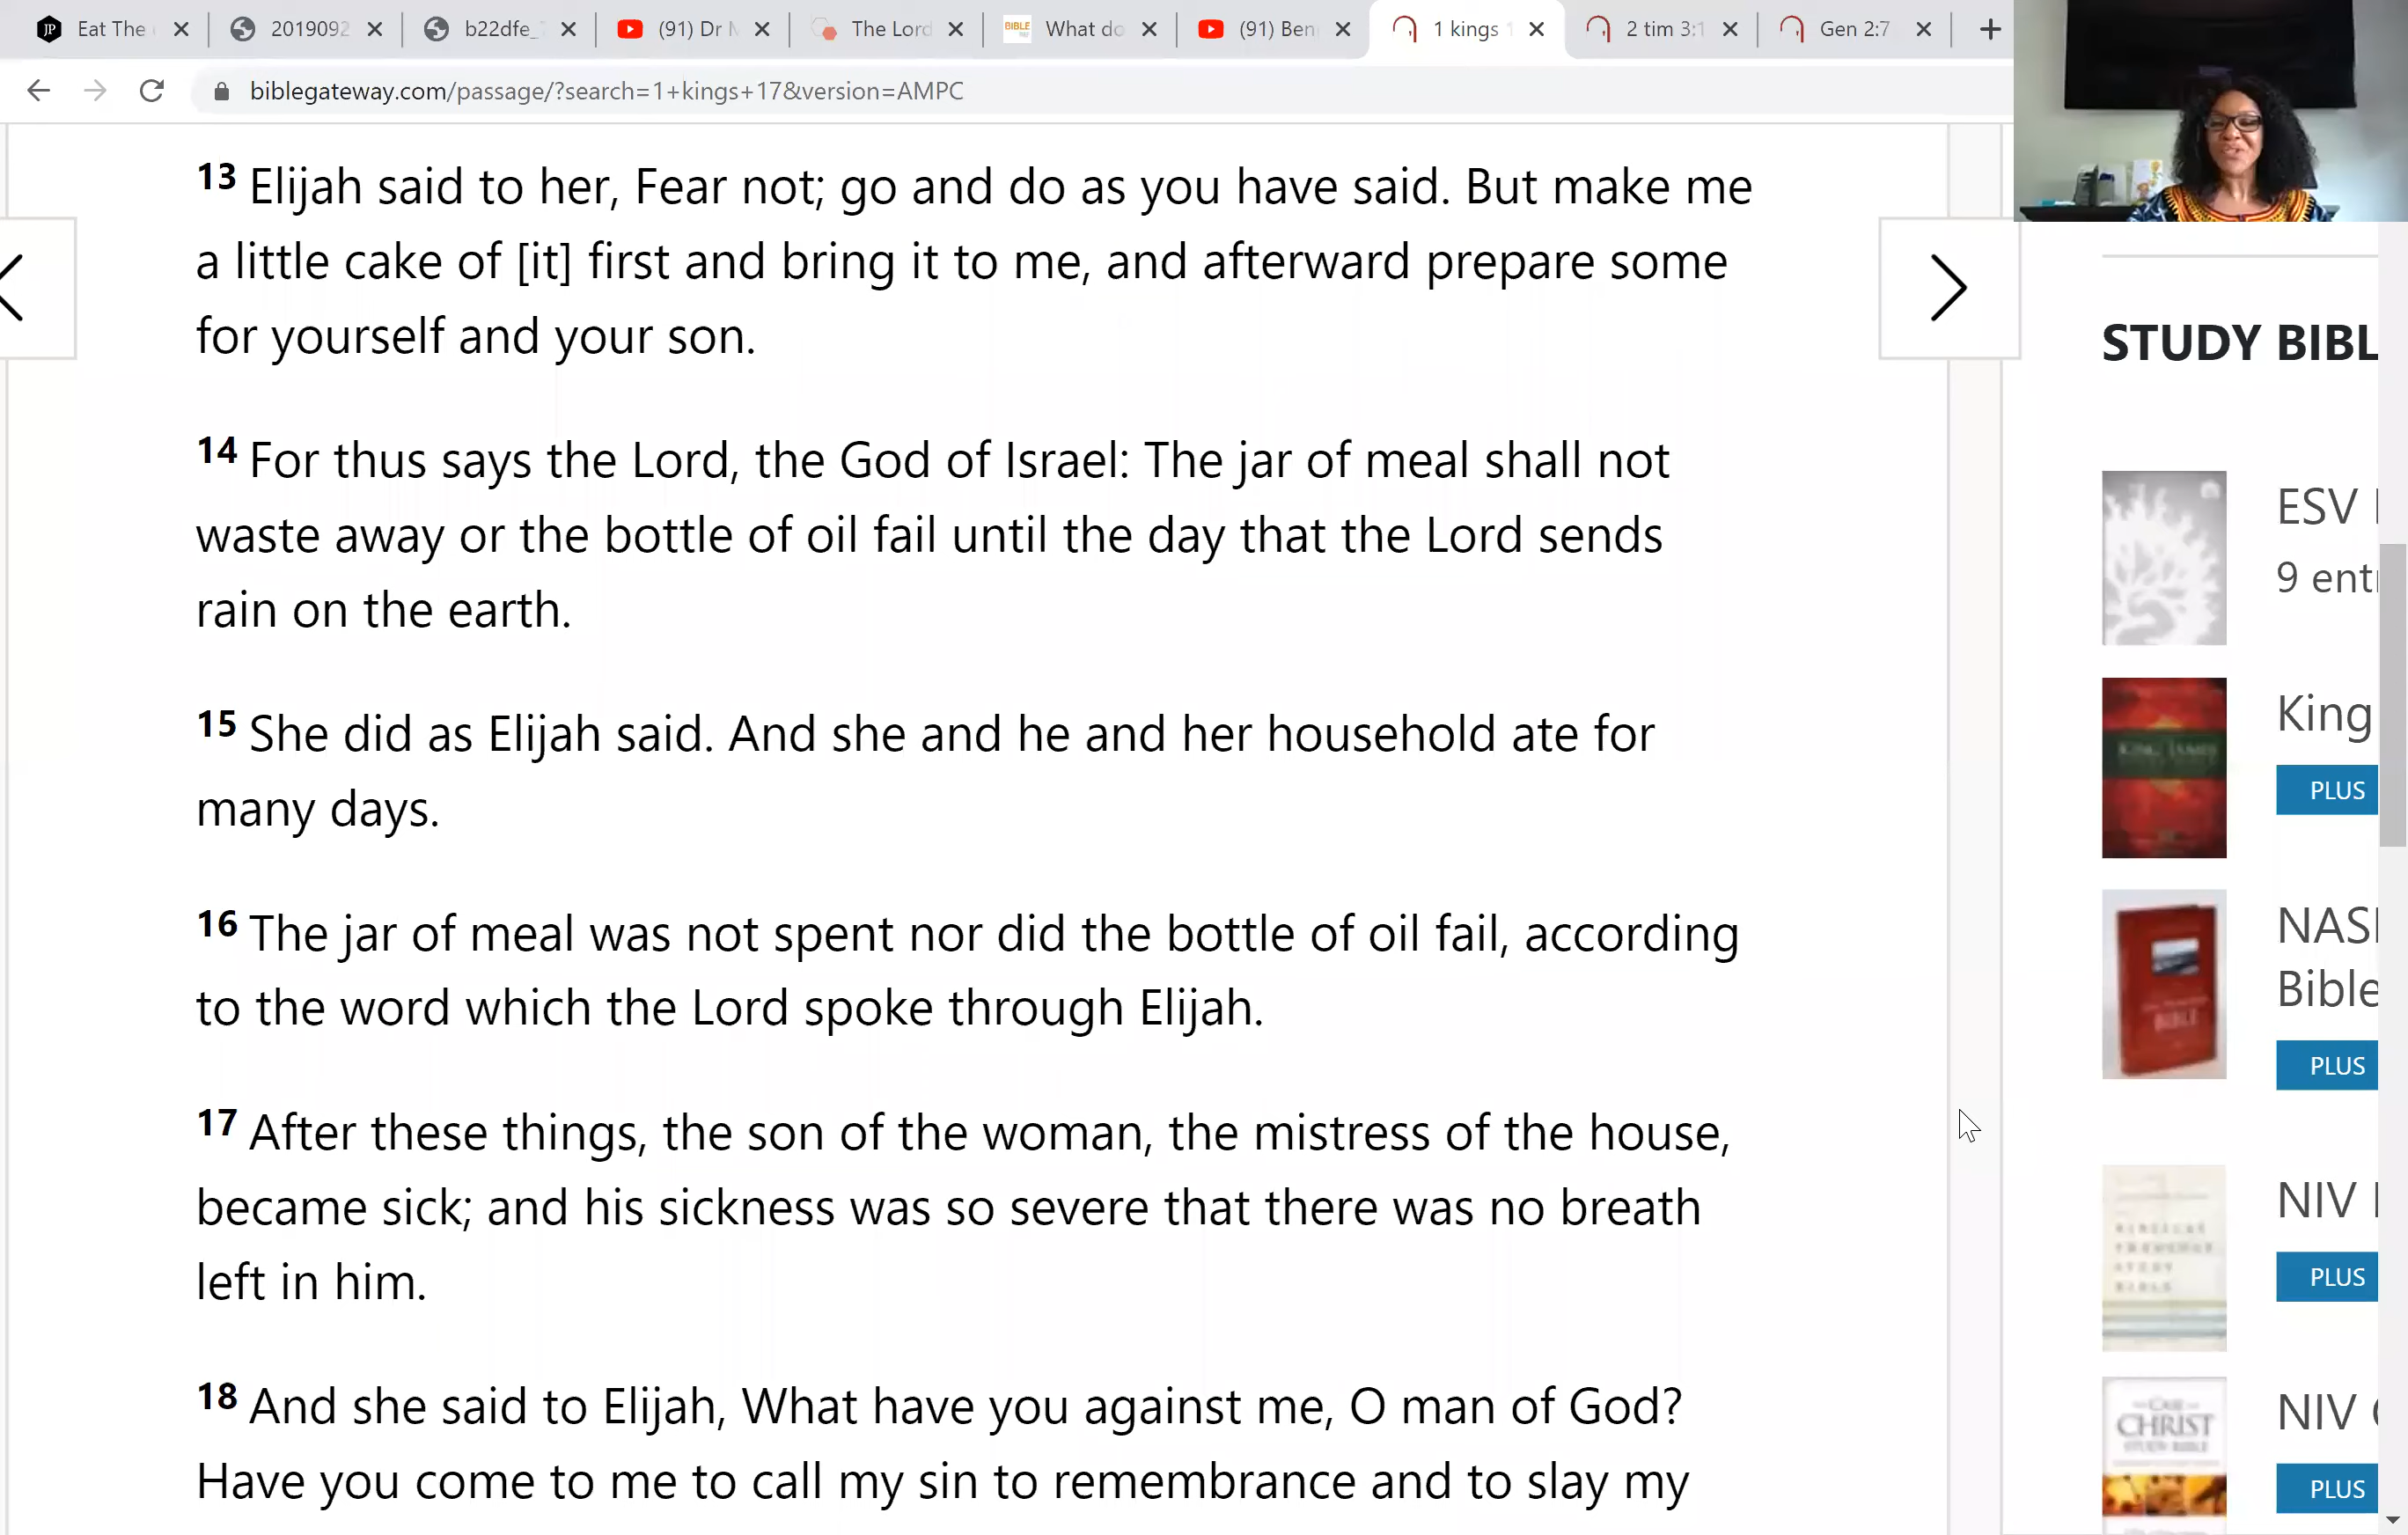 Eat The
2019092
b22dfe_
(91) Dr
The Lord
What do
(91) Ben
1 kings
2 tim 3:1
Gen 2:7
biblegateway.com/passage/?search=1+kings+17&version=AMPC
13 Elijah said to her, Fear not; go and do as you have said. But make me
a little cake of [it] first and bring it to me, and afterward prepare some
for yourself and your son.
14 For thus says the Lord, the God of Israel: The jar of meal shall not
waste away or the bottle of oil fail until the day that the Lord sends
rain on the earth.
15 She did as Elijah said. And she and he and her household ate for
many days.
16 The jar of meal was not spent nor did the bottle of oil fail, according
to the word which the Lord spoke through Elijah.
17 After these things, the son of the woman, the mistress of the house,
became sick; and his sickness was so severe that there was no breath
left in him.
18 And she said to Elijah, What have you against me, O man of God?
Have you come to me to call my sin to remembrance and to slay my
STUDY BIBL
ESV
9 ent
King
KING JAMES
PLUS
NAS
Bible
BIBLE
PLUS
NIV
PLUS
CASE
CHRIST
STUDY BIBLE
NIV
PLUS